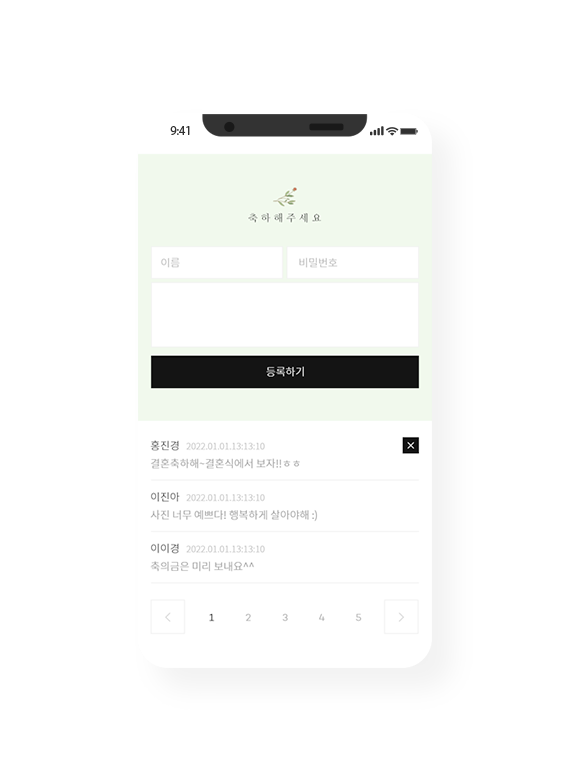 9:41
축하해주세요
이름 비밀번호
등록하기
홍진경 2022.01.01.13:13:10
결혼축하해~결혼식에서 보자!!ㅎㅎ
이진아 2022.01.01.13:13:10
사진 너무 예쁘다! 행복하게 살아야해 :)
이이경 2022.01.01.13:13:10
축의금은 미리 보내요^^
1 2 3 4 5